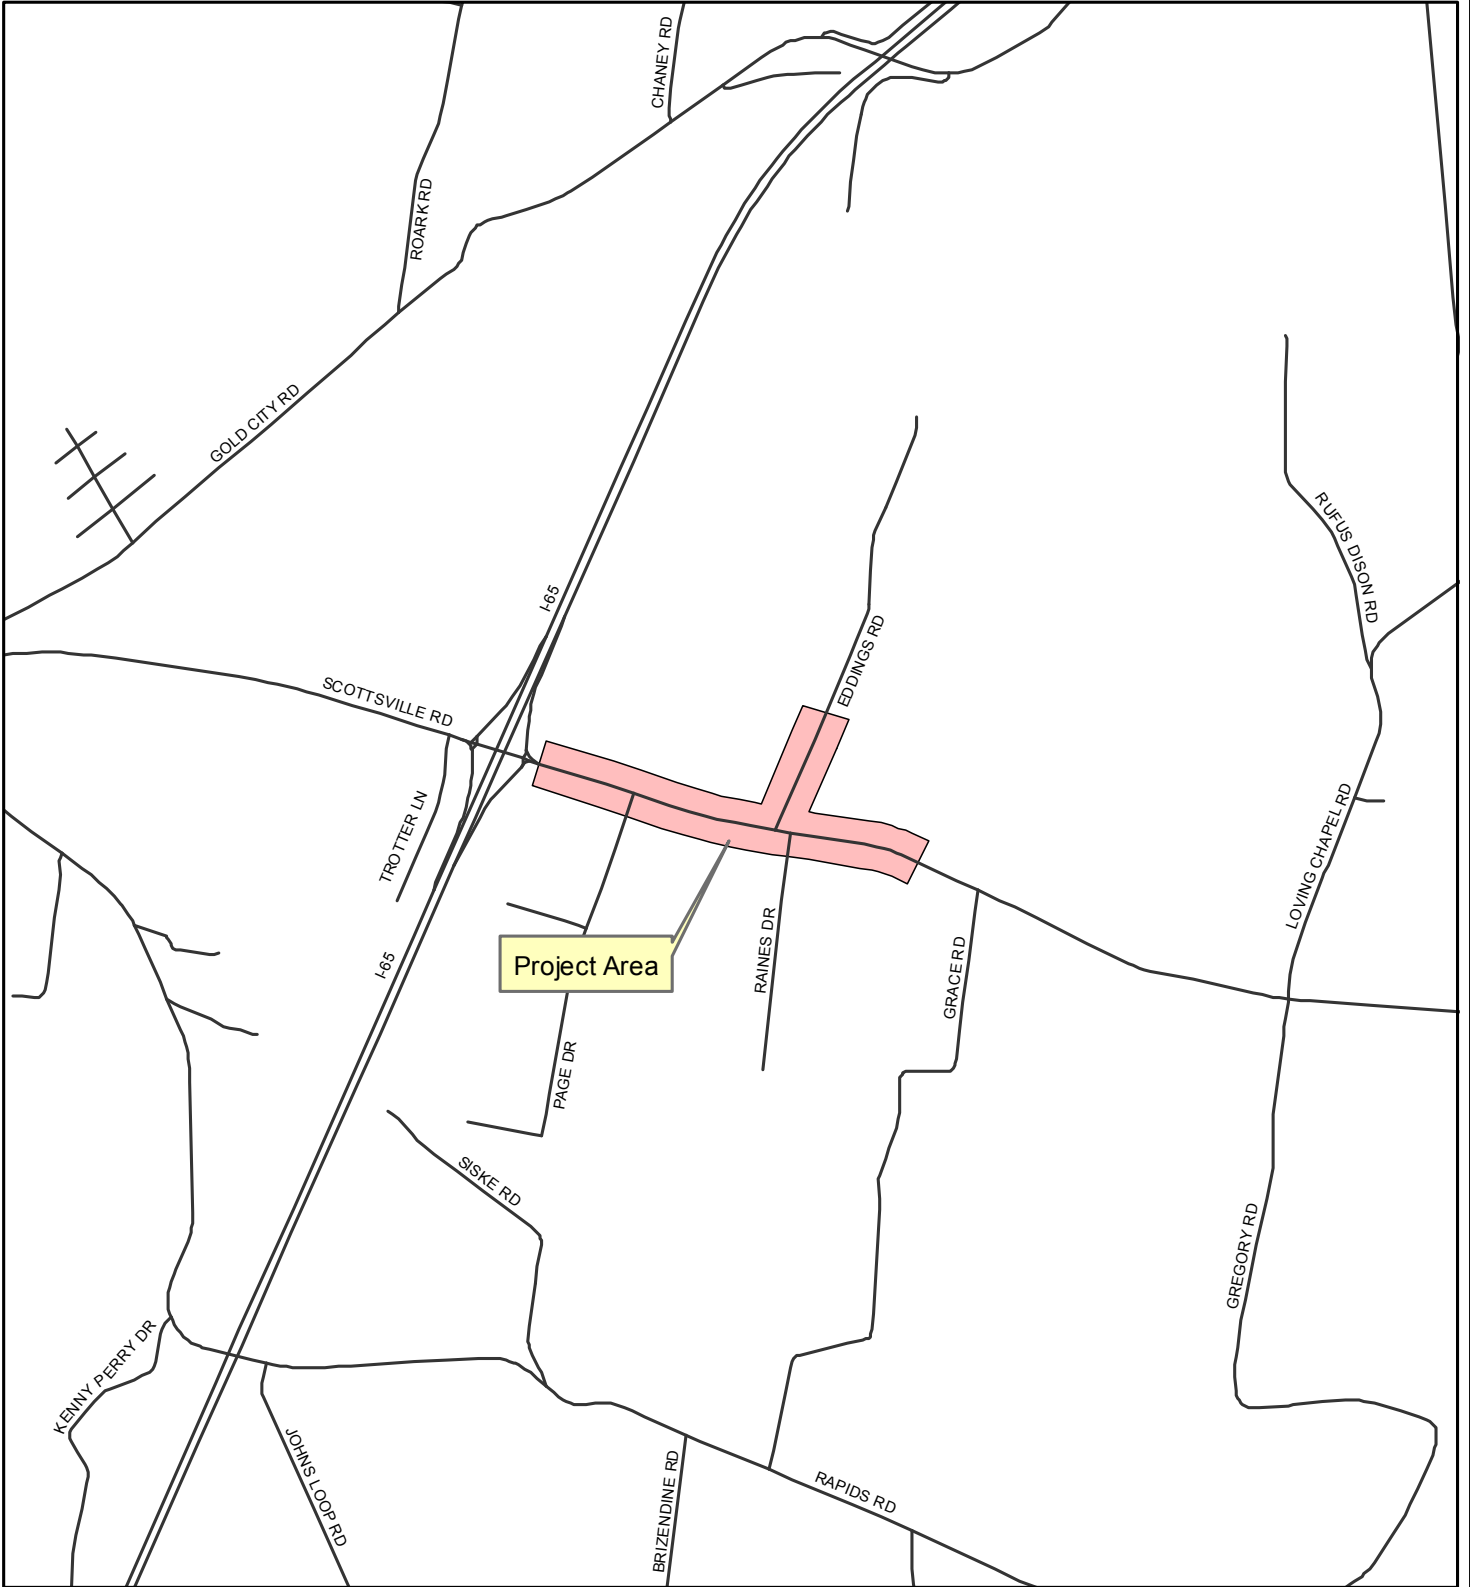 CHANEY RD
ROARK RD
GOLD CITY RD
I-65
RUFUS DISON RD
EDDINGS RD
SCOTTSVILLE RD
TROTTER LN
LOVING CHAPEL RD
RAINES DR
GRACE RD
I-65
Project Area
PAGE DR
SISKE RD
GREGORY RD
KENNY PERRY DR
JOHNS LOOP RD
BRIZENDINE RD
RAPIDS RD